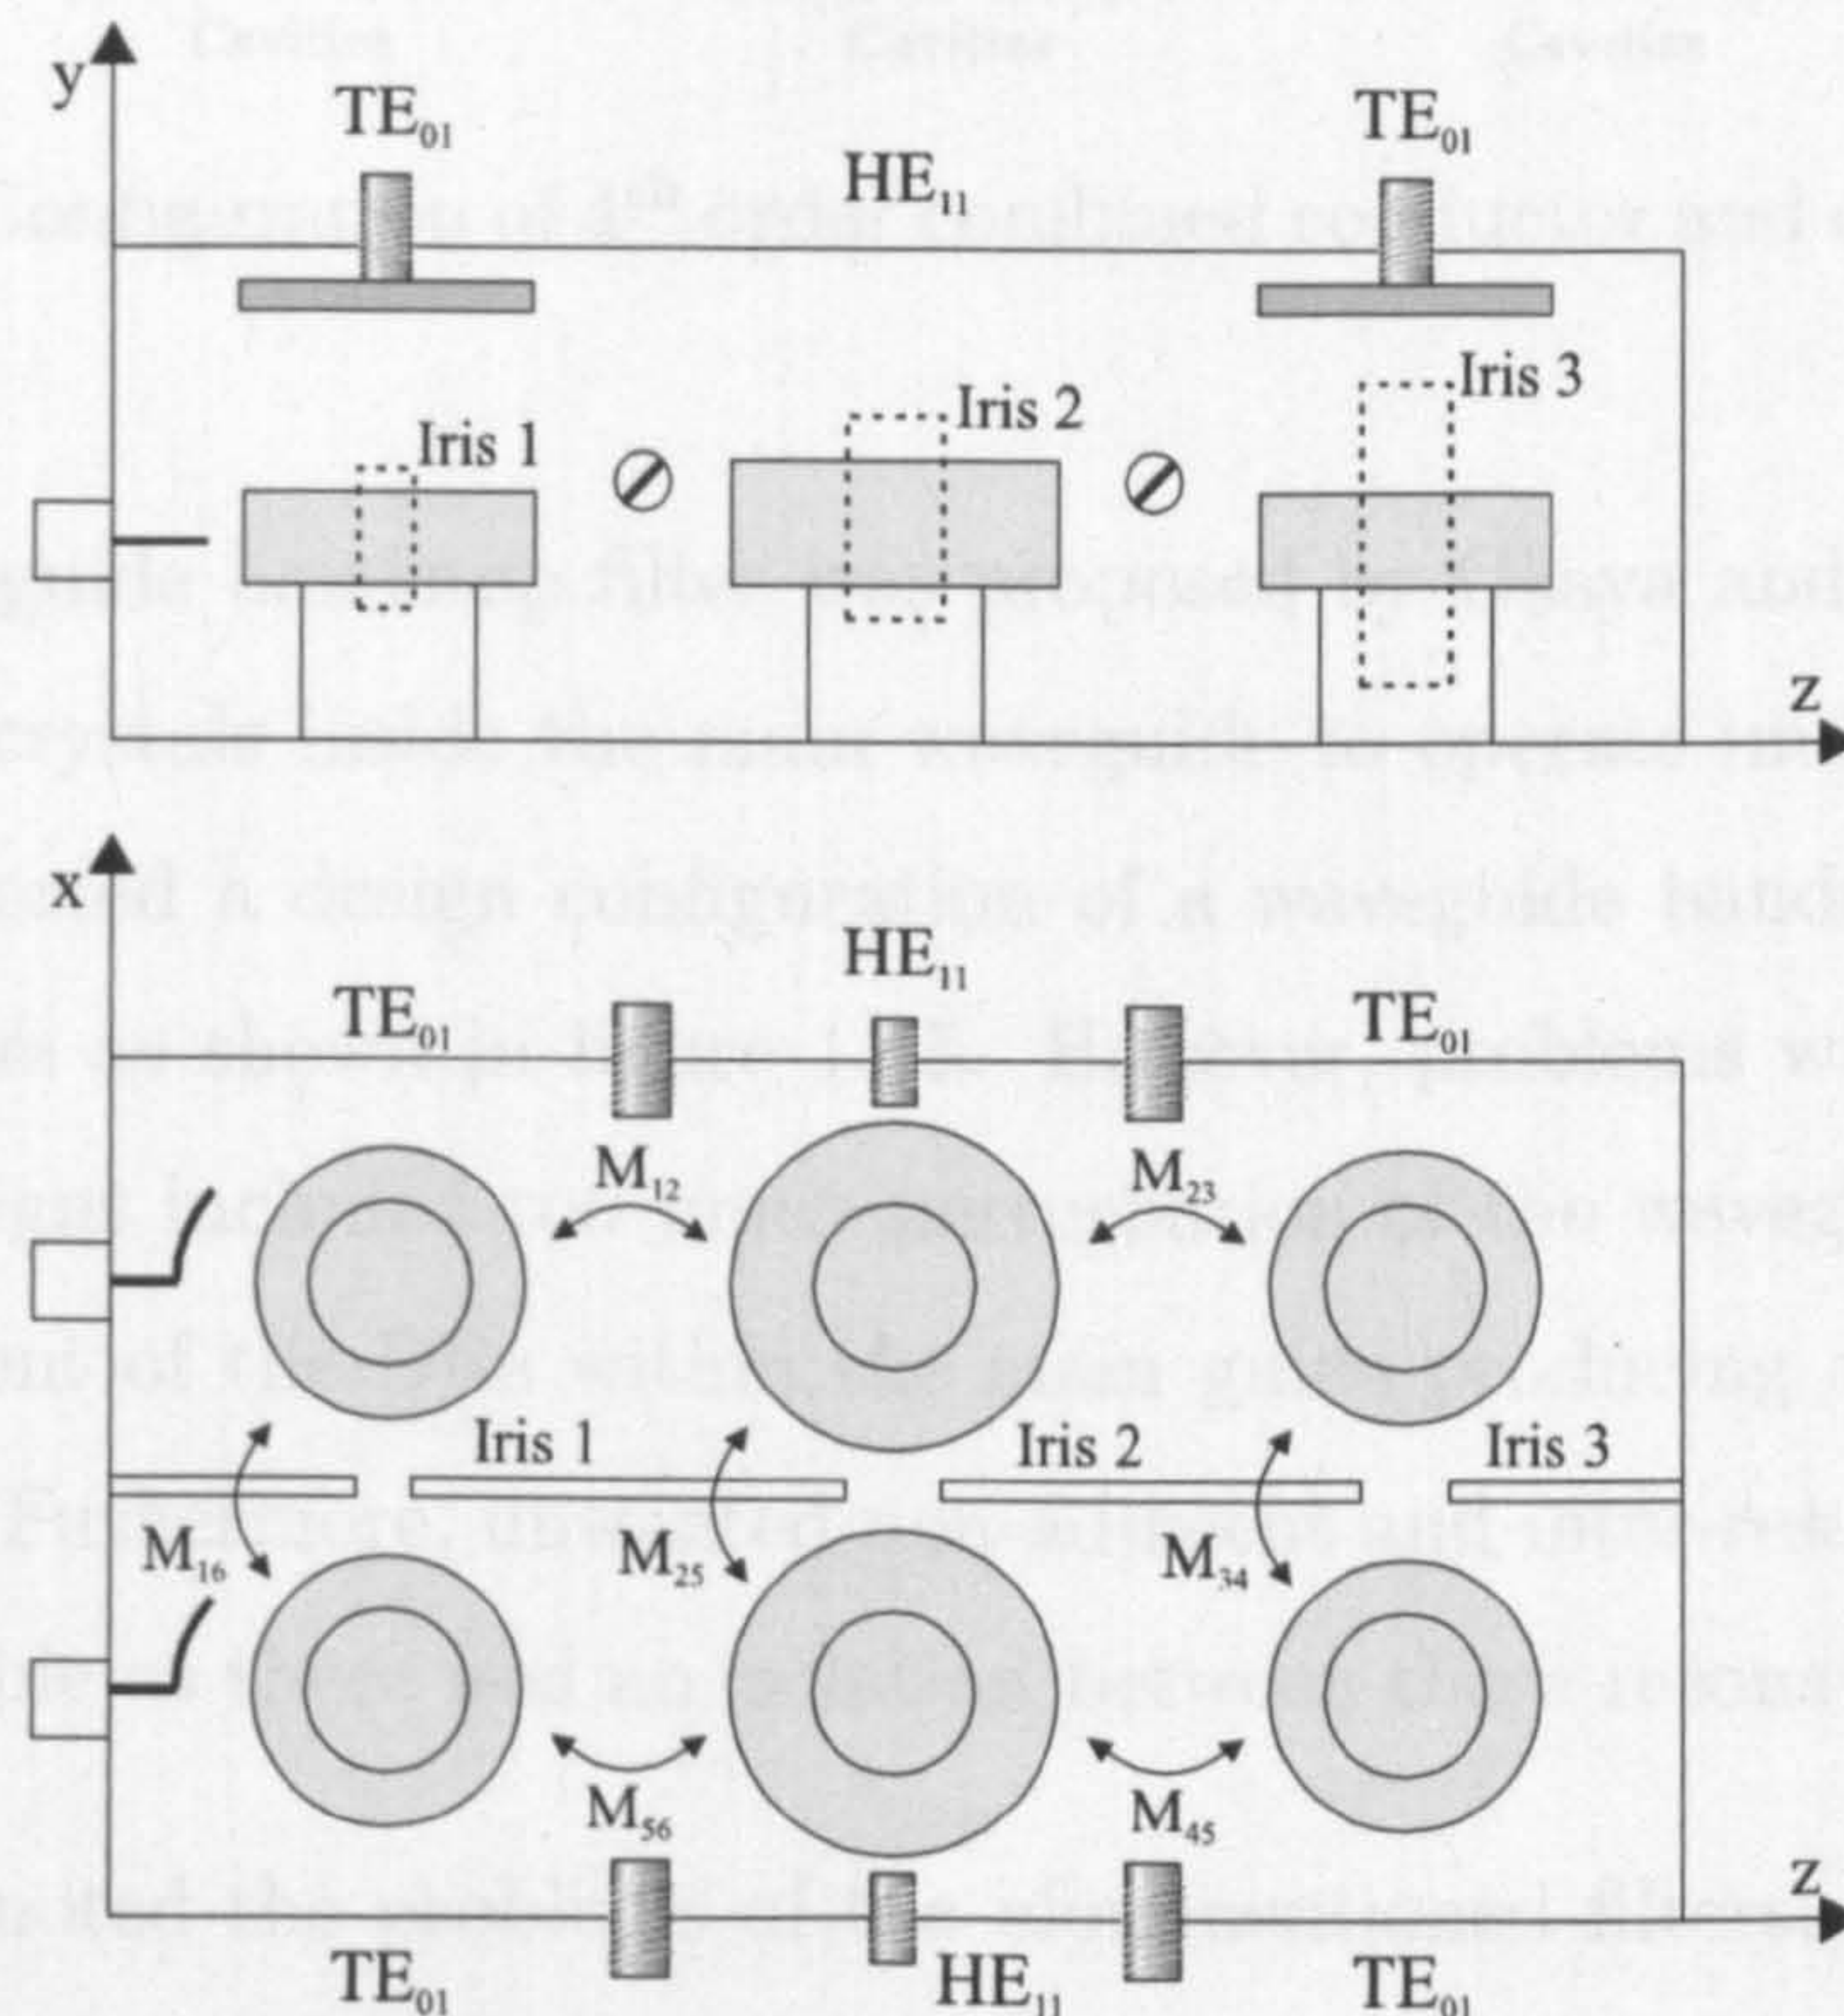 y
TE₀₁
HE₁₁
TE₀₁
Iris 1
Iris 2
Iris 3
z
x
TE₀₁
HE₁₁
TE₀₁
M₁₂
M₂₃
Iris 1
Iris 2
Iris 3
M₁₆
M₂₅
M₃₄
M₅₆
M₄₅
z
TE₀₁
HE₁₁
TE₀₁